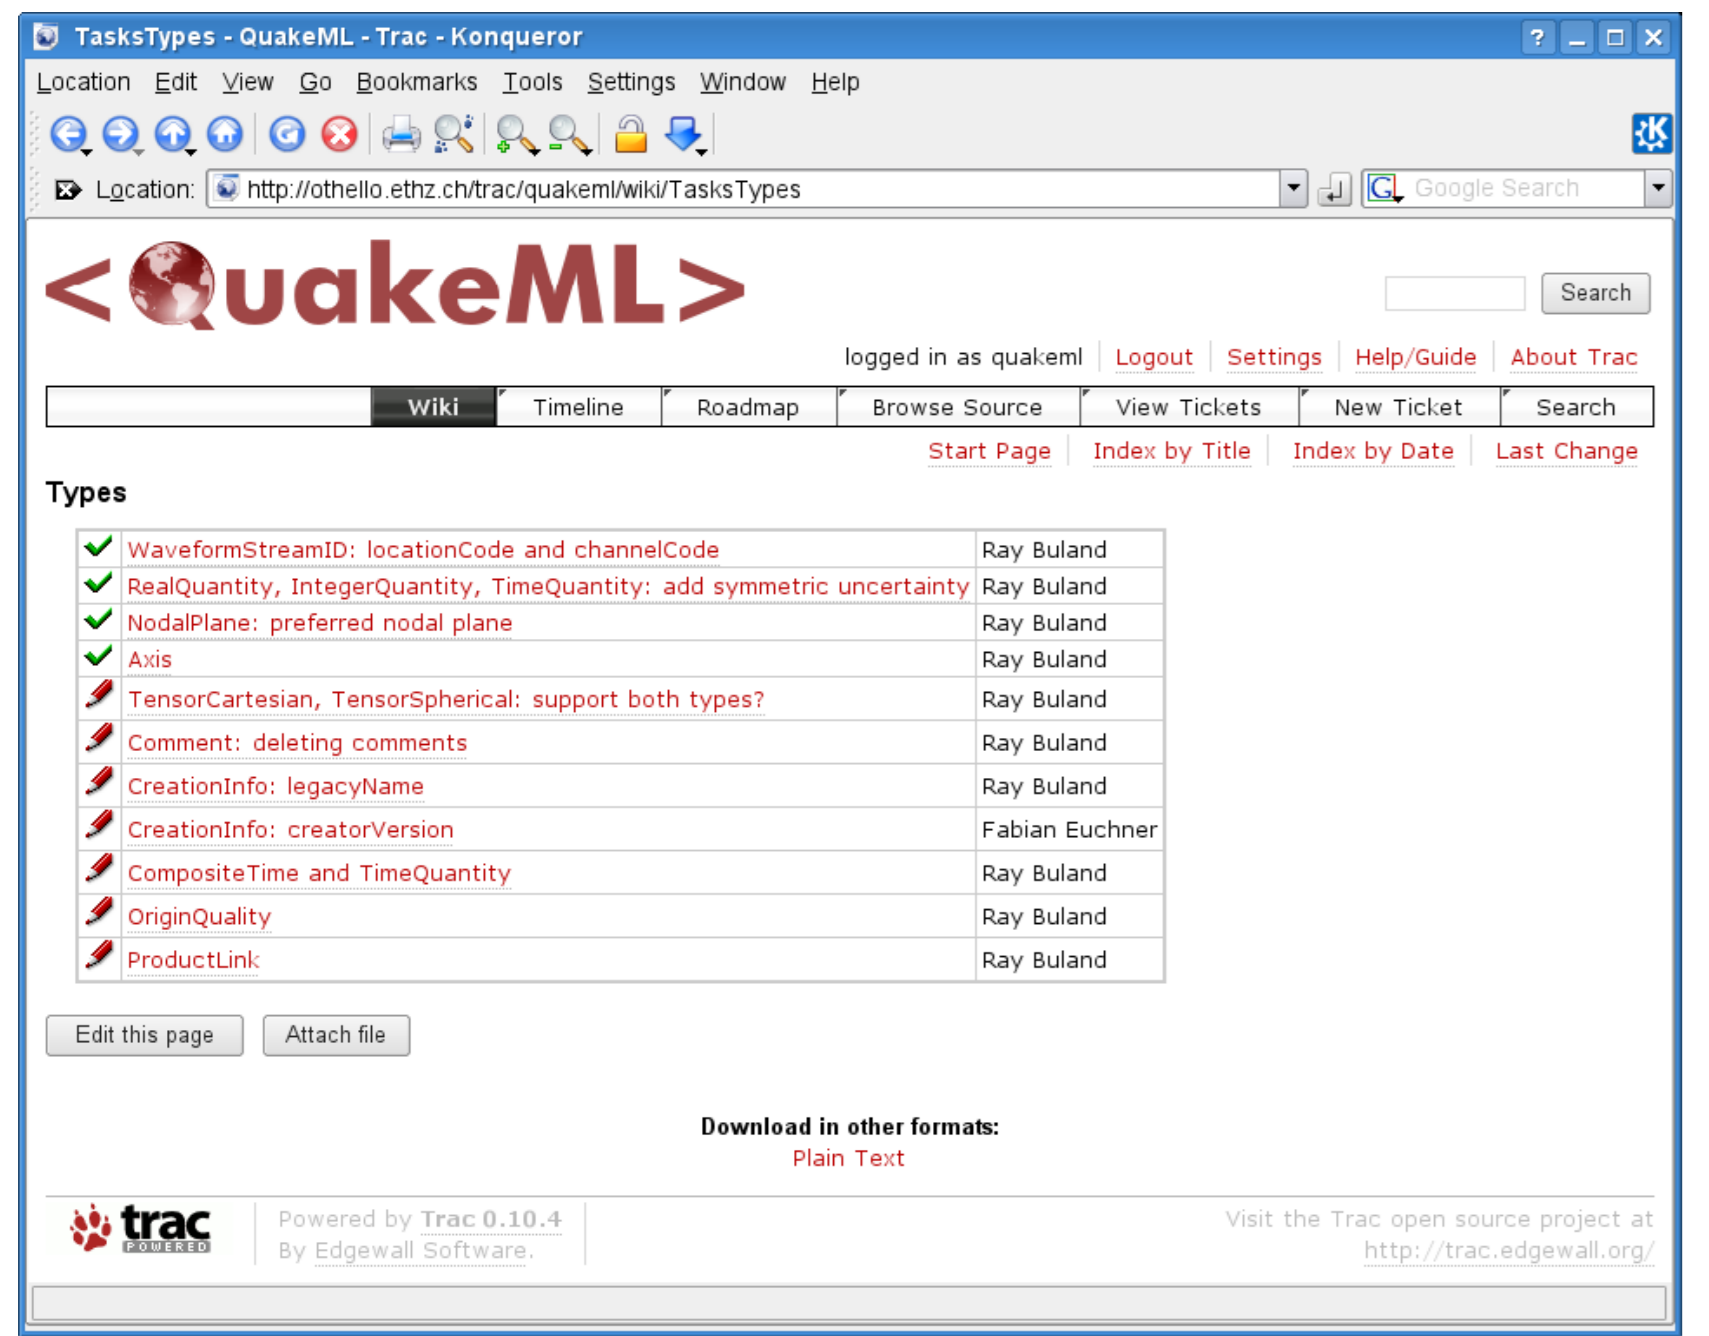 TasksTypes - QuakeML - Trac - Konqueror
Location Edit View Go Bookmarks Tools Settings Window Help
Location: http://othello.ethz.ch/trac/quakeml/wiki/TasksTypes Google Search
<QuakeML>
Search
logged in as quakeml Logout Settings Help/Guide About Trac
Wiki Timeline Roadmap Browse Source View Tickets New Ticket Search
Start Page Index by Title Index by Date Last Change
Types
WaveformStreamID: locationCode and channelCode Ray Buland
RealQuantity, IntegerQuantity, TimeQuantity: add symmetric uncertainty Ray Buland
NodalPlane: preferred nodal plane Ray Buland
Axis Ray Buland
TensorCartesian, TensorSpherical: support both types? Ray Buland
Comment: deleting comments Ray Buland
CreationInfo: legacyName Ray Buland
CreationInfo: creatorVersion Fabian Euchner
CompositeTime and TimeQuantity Ray Buland
OriginQuality Ray Buland
ProductLink Ray Buland
Edit this page Attach file
Download in other formats:
Plain Text
trac POWERED
Powered by Trac 0.10.4
By Edgewall Software.
Visit the Trac open source project at
http://trac.edgewall.org/